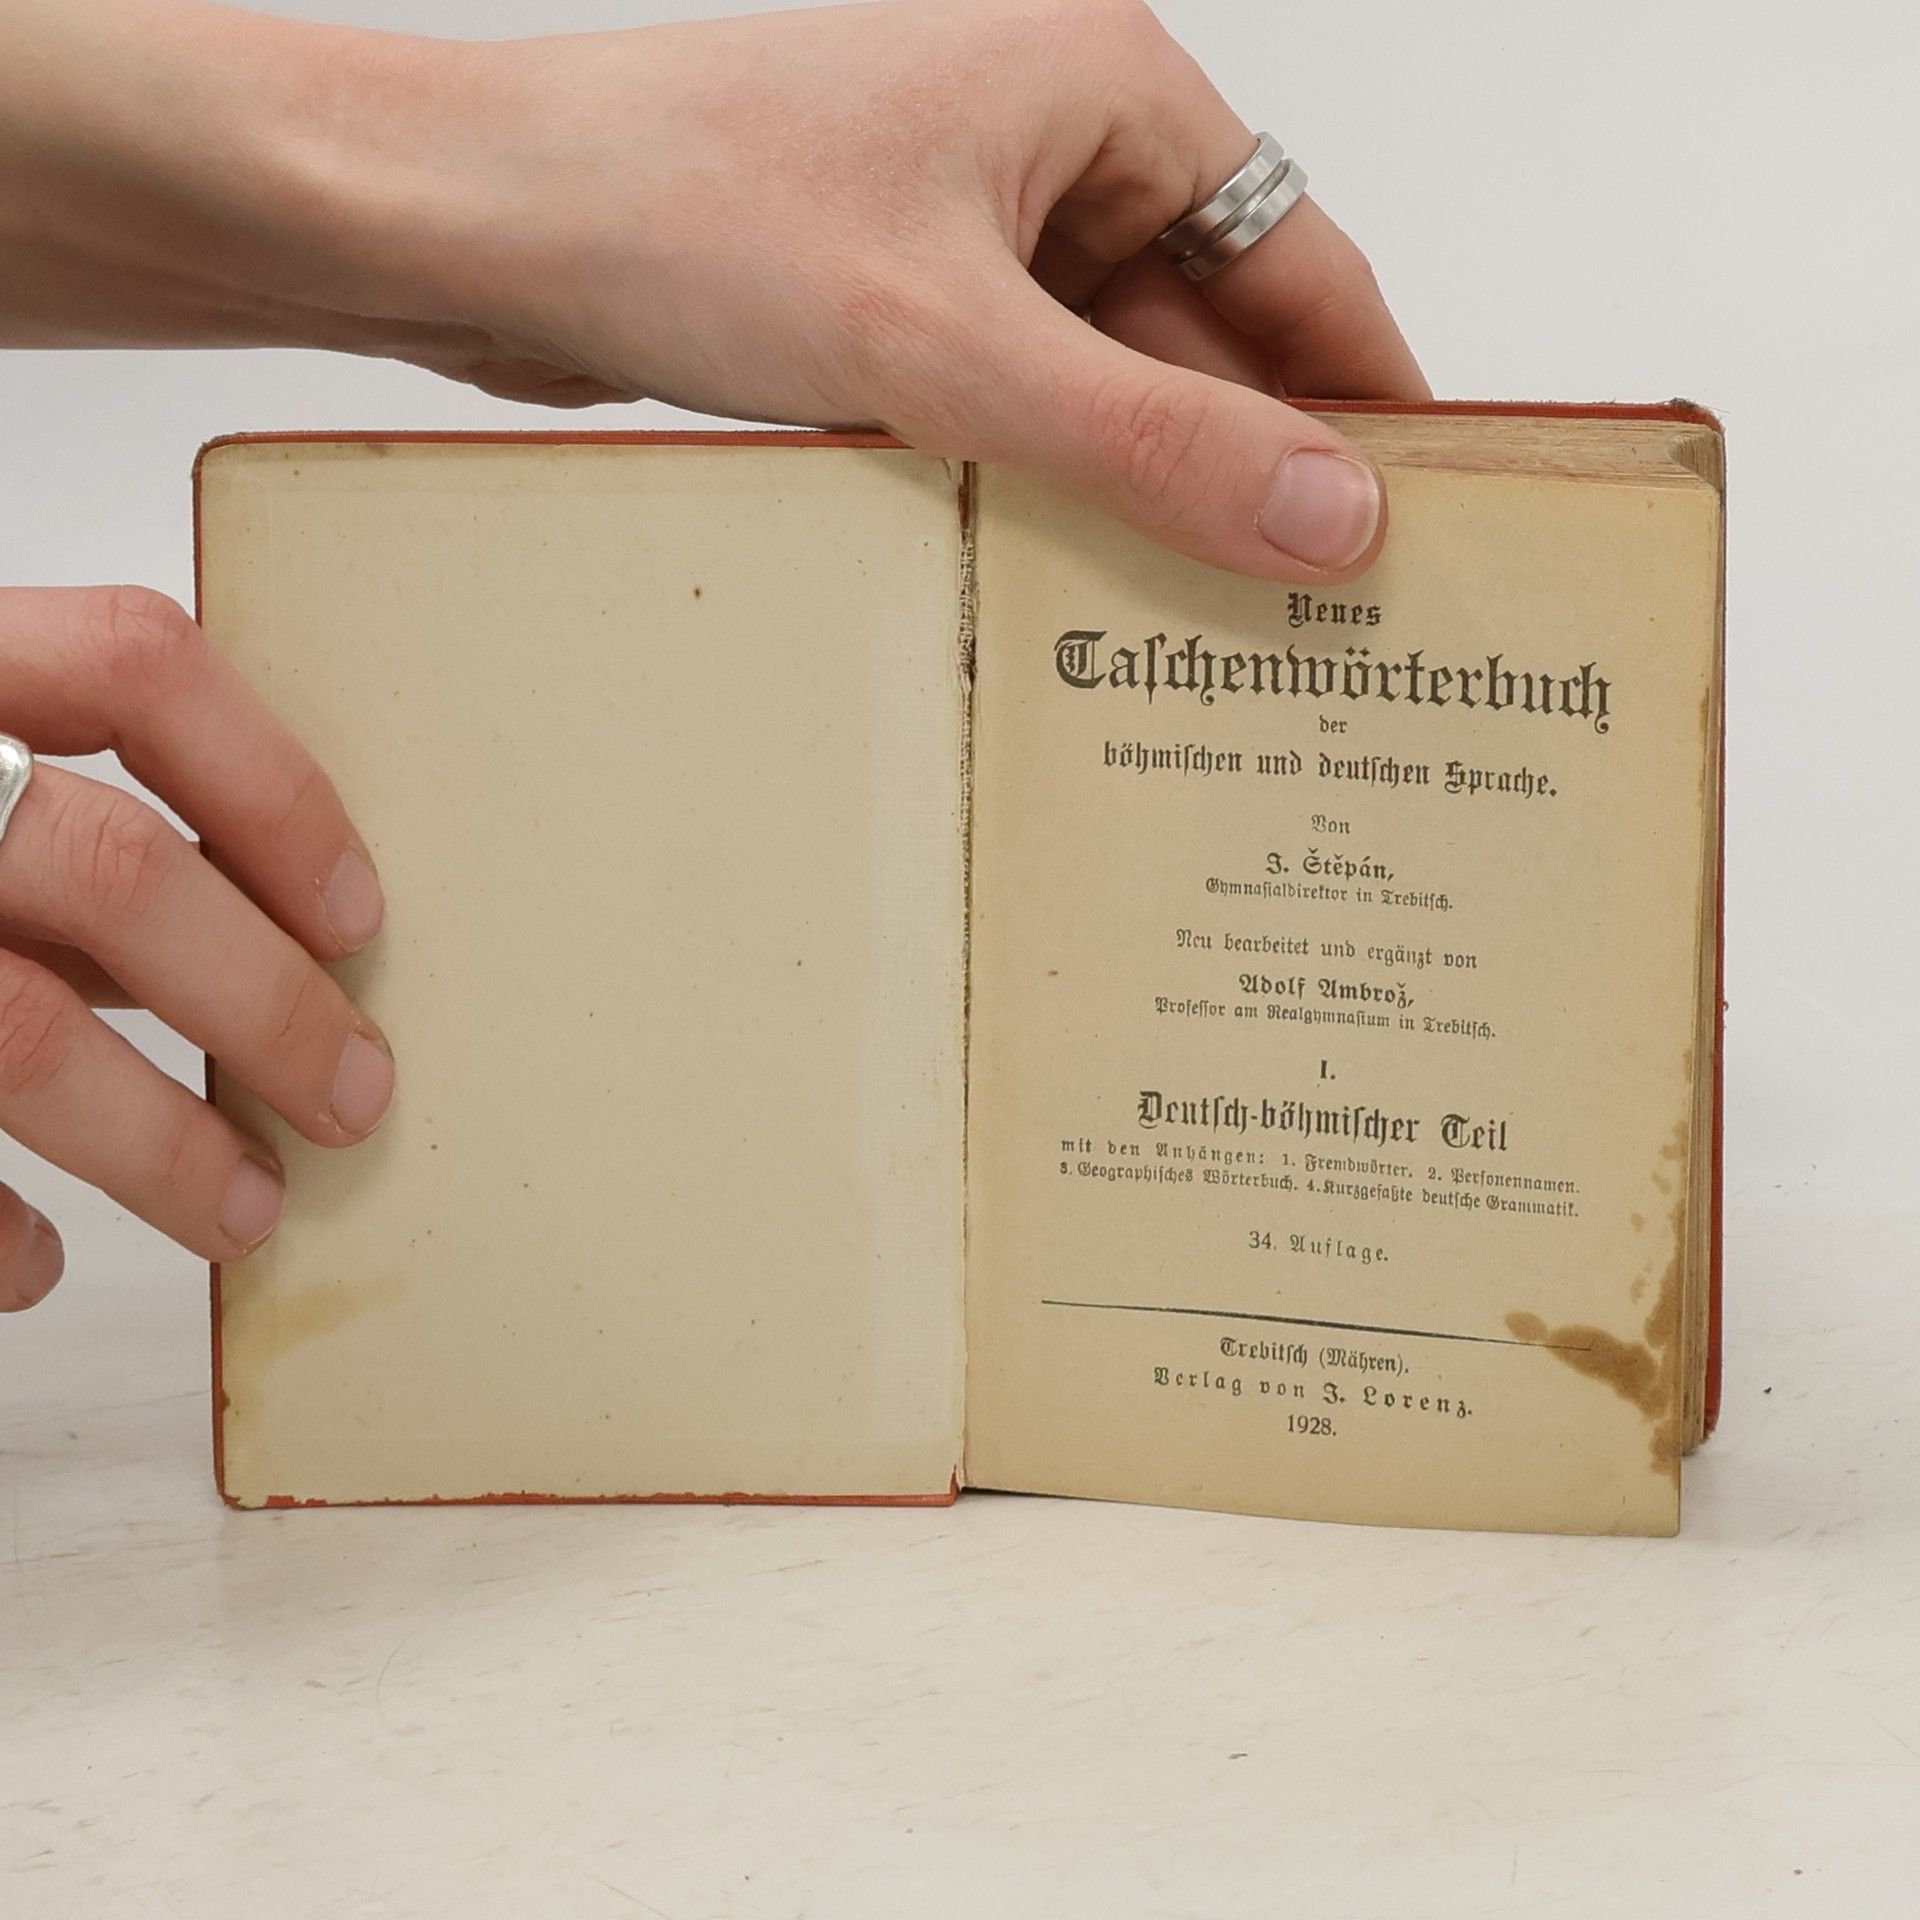 Neues
Taſchenwörterbuch
der
böhmiſchen und deutſchen Sprache.
Von
J. Štěpán,
Gymnaſialdirektor in Trebitſch.
Neu bearbeitet und ergänzt von
Adolf Ambrož,
Profeſſor am Realgymnaſium in Trebitſch.
I.
Deutſch-böhmiſcher Teil
mit den Anhängen: 1. Fremdwörter. 2. Perſonennamen.
3. Geographiſches Wörterbuch. 4. Kurzgefaßte deutſche Grammatik.
34. Auflage.
Trebitſch (Mähren).
Verlag von J. Lorenz.
1928.